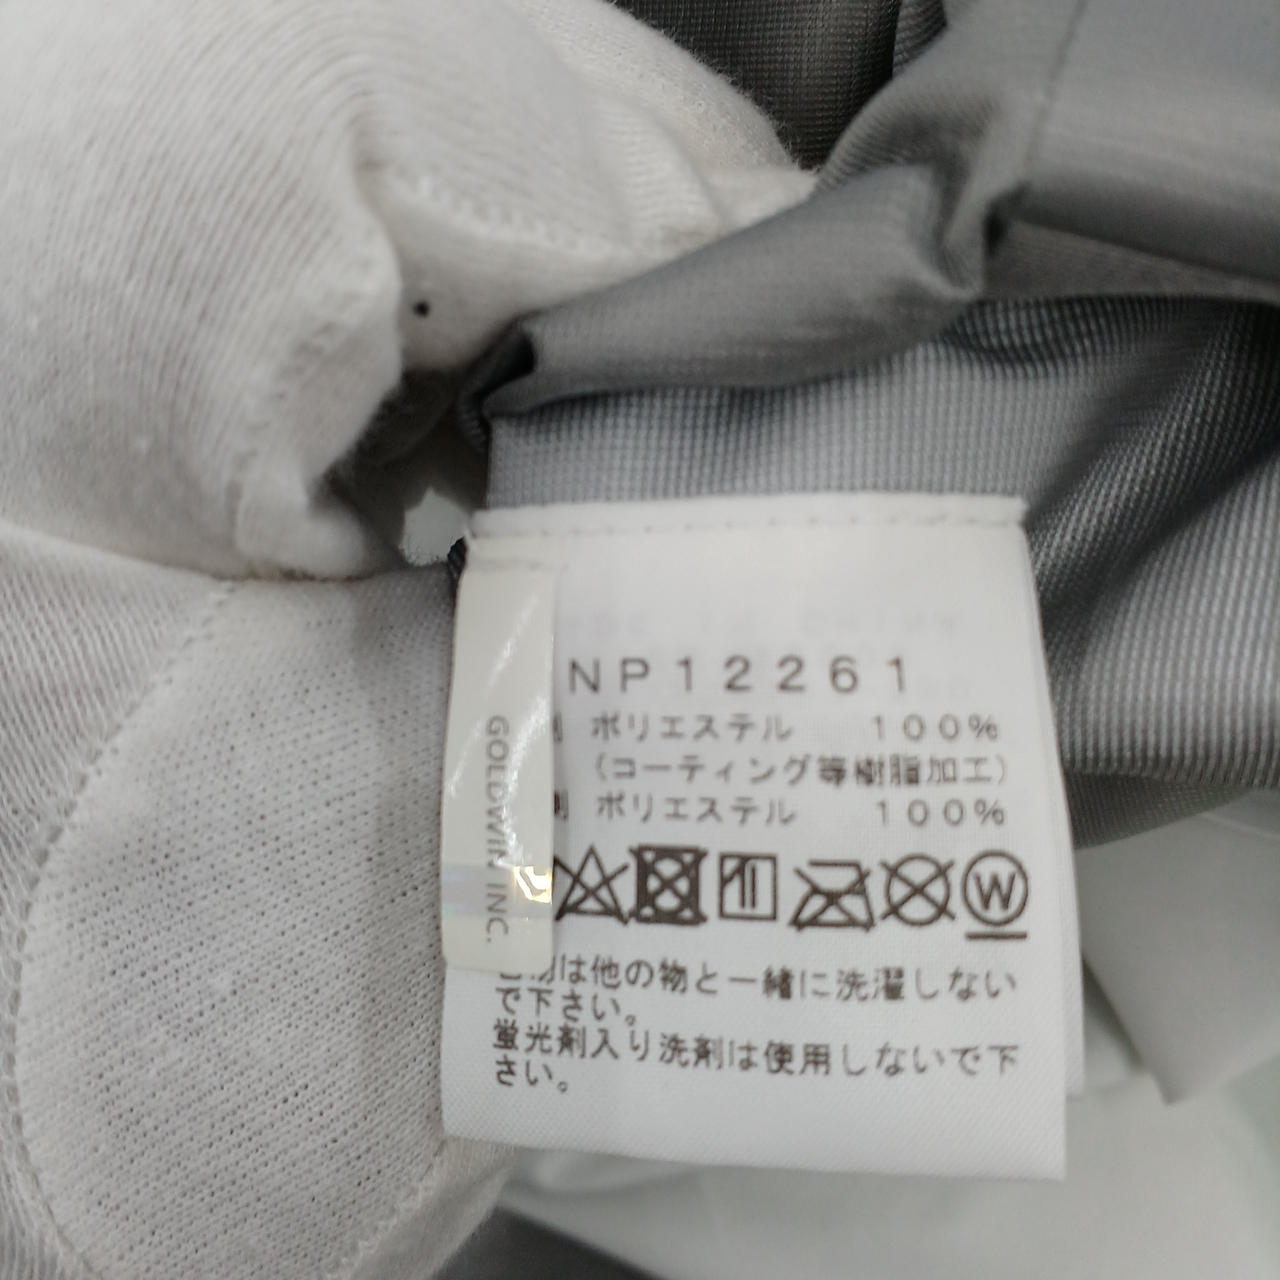 NP12261
ポリエステル 100%
(コーティング等樹脂加工)
ポリエステル 100%
W
は他の物と一緒に洗濯しない
で下さい。
蛍光剤入り洗剤は使用しないで下
さい。
GOLDWIN INC.